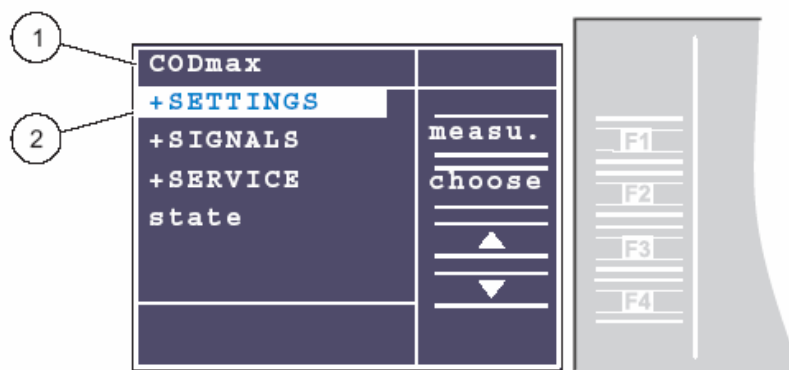 1
CODmax
+SETTINGS
2
+SIGNALS
+SERVICE
state
measu.
choose
F1
F2
F3
F4